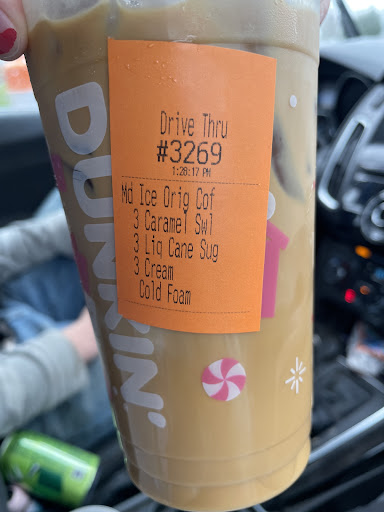 DUNKIN'
Drive Thru
#3269
1:28:17 PM
Md Ice Orig Cof
3 Caramel Swl
3 Liq Cane Sug
3 Cream
Cold Foam